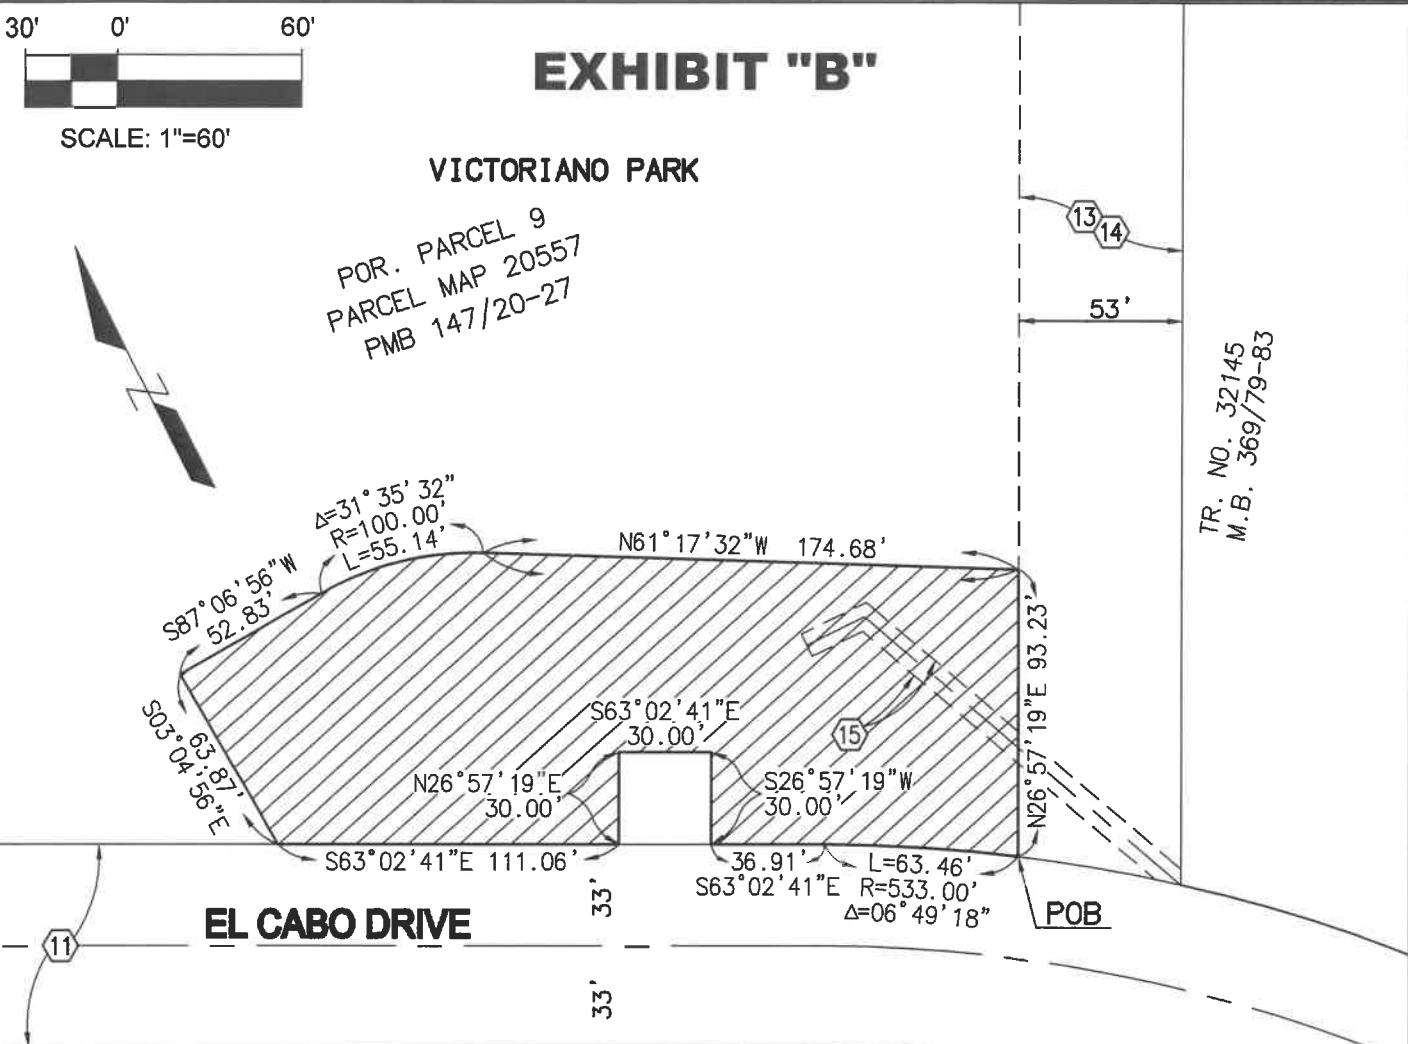 30' 0' 60'
SCALE: 1"=60'
EXHIBIT "B"
VICTORIANO PARK
POR. PARCEL 9
PARCEL MAP 20557
PMB 147/20-27
13
14
53'
TR. NO. 32145
M.B. 369/79-83
N
Δ=31°35'32"
R=100.00'
L=55.14'
N61°17'32"W 174.68'
S87°06'56"W
52.83'
N26°57'19"E 93.23'
S63°02'41"E
30.00'
15
63.87'
S03°04'56"E
N26°57'19"E
30.00'
S26°57'19"W
30.00'
S63°02'41"E 111.06'
36.91'
S63°02'41"E
L=63.46'
R=533.00'
Δ=06°49'18"
POB
33'
EL CABO DRIVE
11
33'